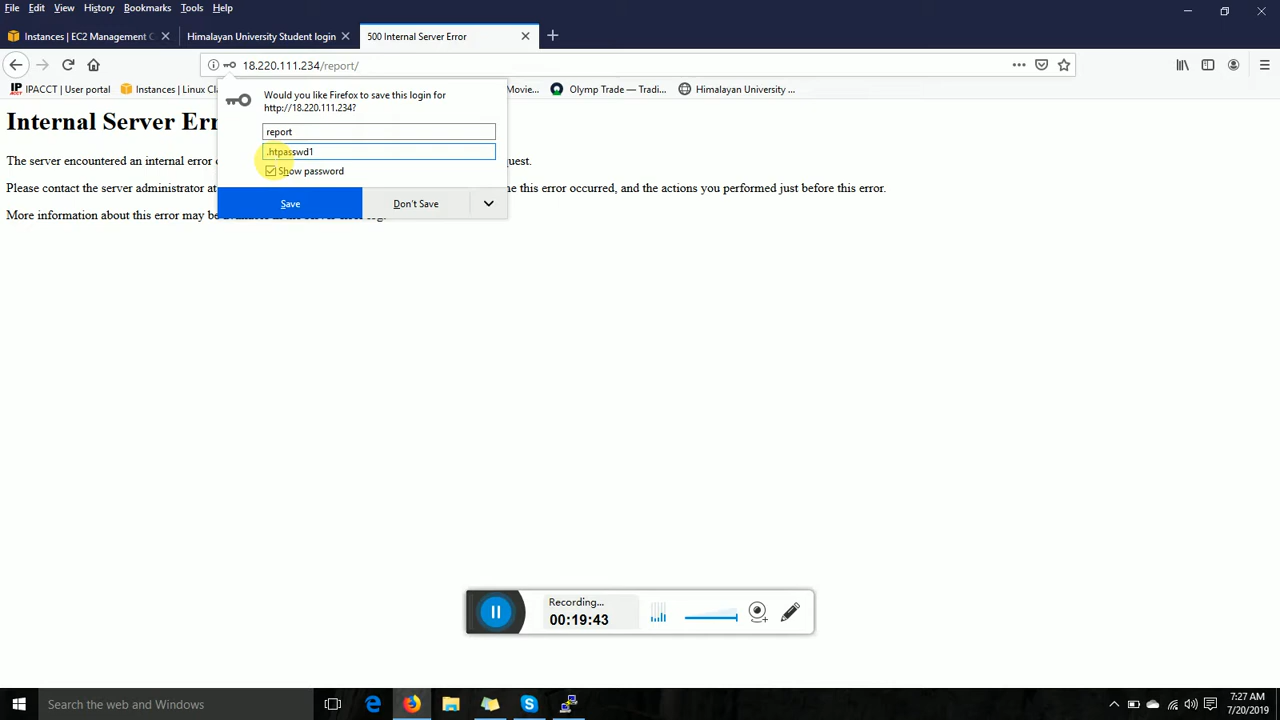 File Edit View History Bookmarks Tools Help
Instances | EC2 Management C
Himalayan University Student login
500 Internal Server Error
18.220.111.234/report/
IPACCT | User portal
Instances | Linux Cla
Movie...
Olymp Trade — Tradi...
Himalayan University ...
Would you like Firefox to save this login for
http://18.220.111.234?
report
.htpasswd1
Show password
Save
Don't Save
Internal Server Err
The server encountered an internal error o
quest.
Please contact the server administrator at
ne this error occurred, and the actions you performed just before this error.
More information about this error may be
Recording...
00:19:43
Search the web and Windows
7:27 AM
7/20/2019